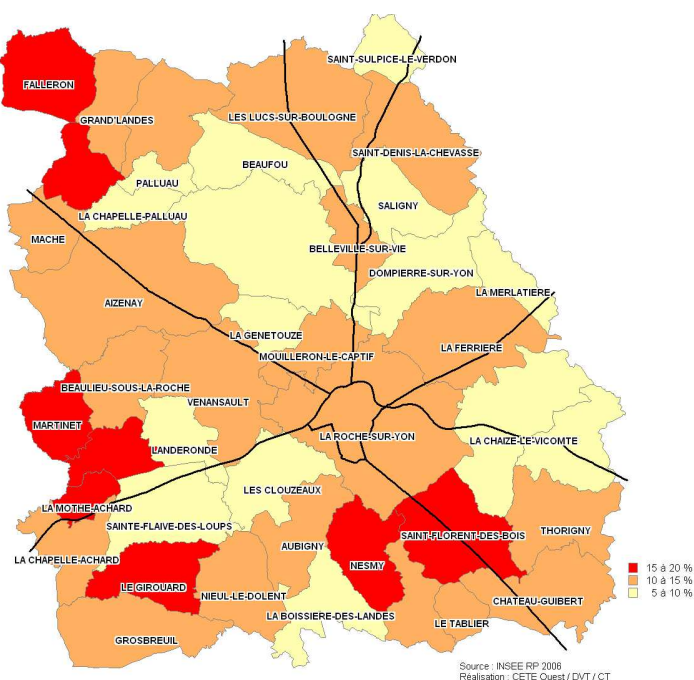 SAINT-SULPICE-LE-VERDON
FALLERON
GRAND'LANDES
LES LUCS-SUR-BOULOGNE
SAINT-DENIS-LA-CHEVASSE
BEAUFOU
PALLUAU
SALIGNY
LA CHAPELLE-PALLUAU
MACHE
BELLEVILLE-SUR-VIE
DOMPIERRE-SUR-YON
LA MERLATIERE
AIZENAY
LA GENETOUZE
MOUILLERON-LE-CAPTIF
LA FERRIERE
BEAULIEU-SOUS-LA-ROCHE
VENANSAULT
MARTINET
LA ROCHE-SUR-YON
LA CHAIZE-LE-VICOMTE
LANDERONDE
LES CLOUZEAUX
LA MOTHE-ACHARD
SAINTE-FLAIVE-DES-LOUPS
SAINT-FLORENT-DES-BOIS
THORIGNY
AUBIGNY
LA CHAPELLE-ACHARD
NESMY
LE GIROUARD
NIEUL-LE-DOLENT
CHATEAU-GUIBERT
LA BOISSIERE-DES-LANDES
LE TABLIER
GROSBREUIL
15 à 20 %
10 à 15 %
5 à 10 %
Source : INSEE RP 2006
Réalisation : CETE Ouest / DVT / CT